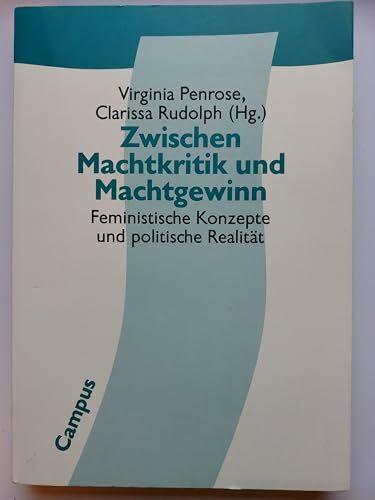 Virginia Penrose,
Clarissa Rudolph (Hg.)
Zwischen
Machtkritik und
Machtgewinn
Feministische Konzepte
und politische Realität
Campus